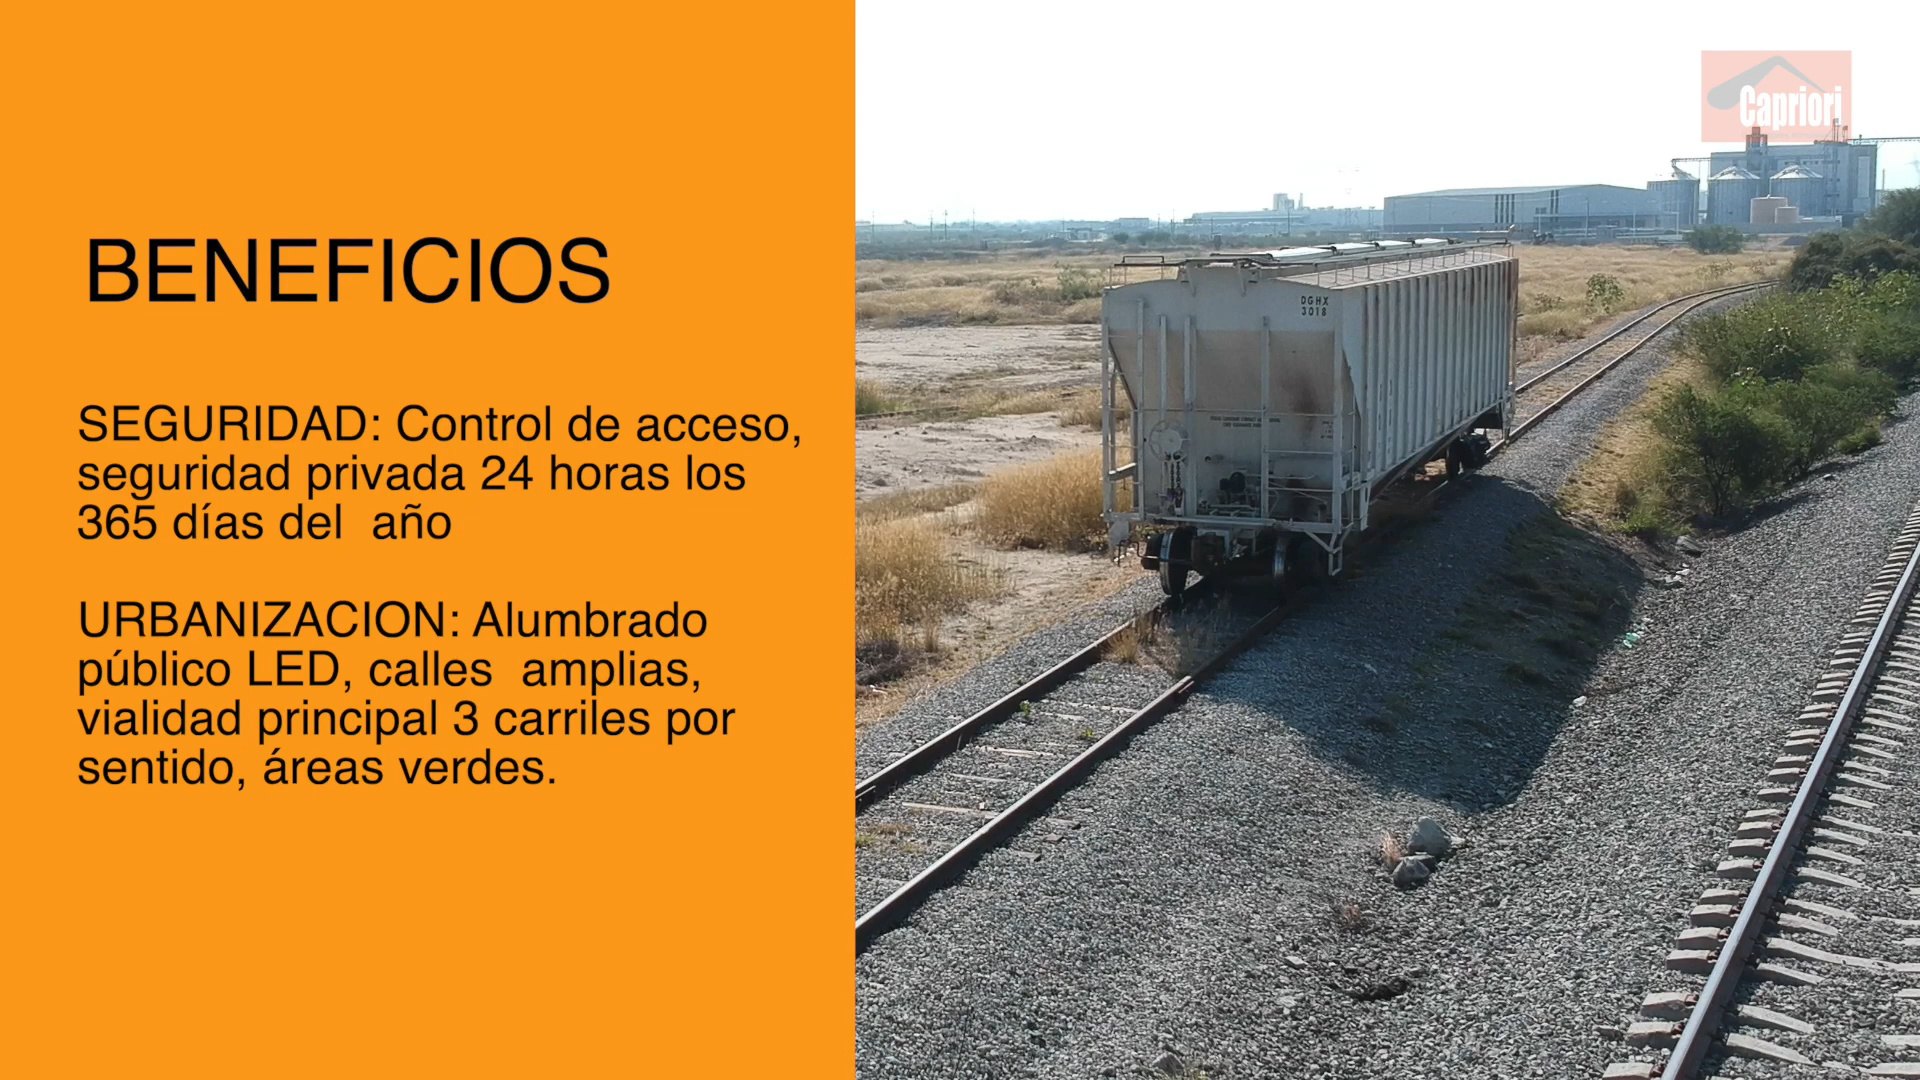 BENEFICIOS
SEGURIDAD: Control de acceso,
seguridad privada 24 horas los
365 días del  año
URBANIZACION: Alumbrado
público LED, calles  amplias,
vialidad principal 3 carriles por
sentido, áreas verdes.
Capriori
DGHX
3018